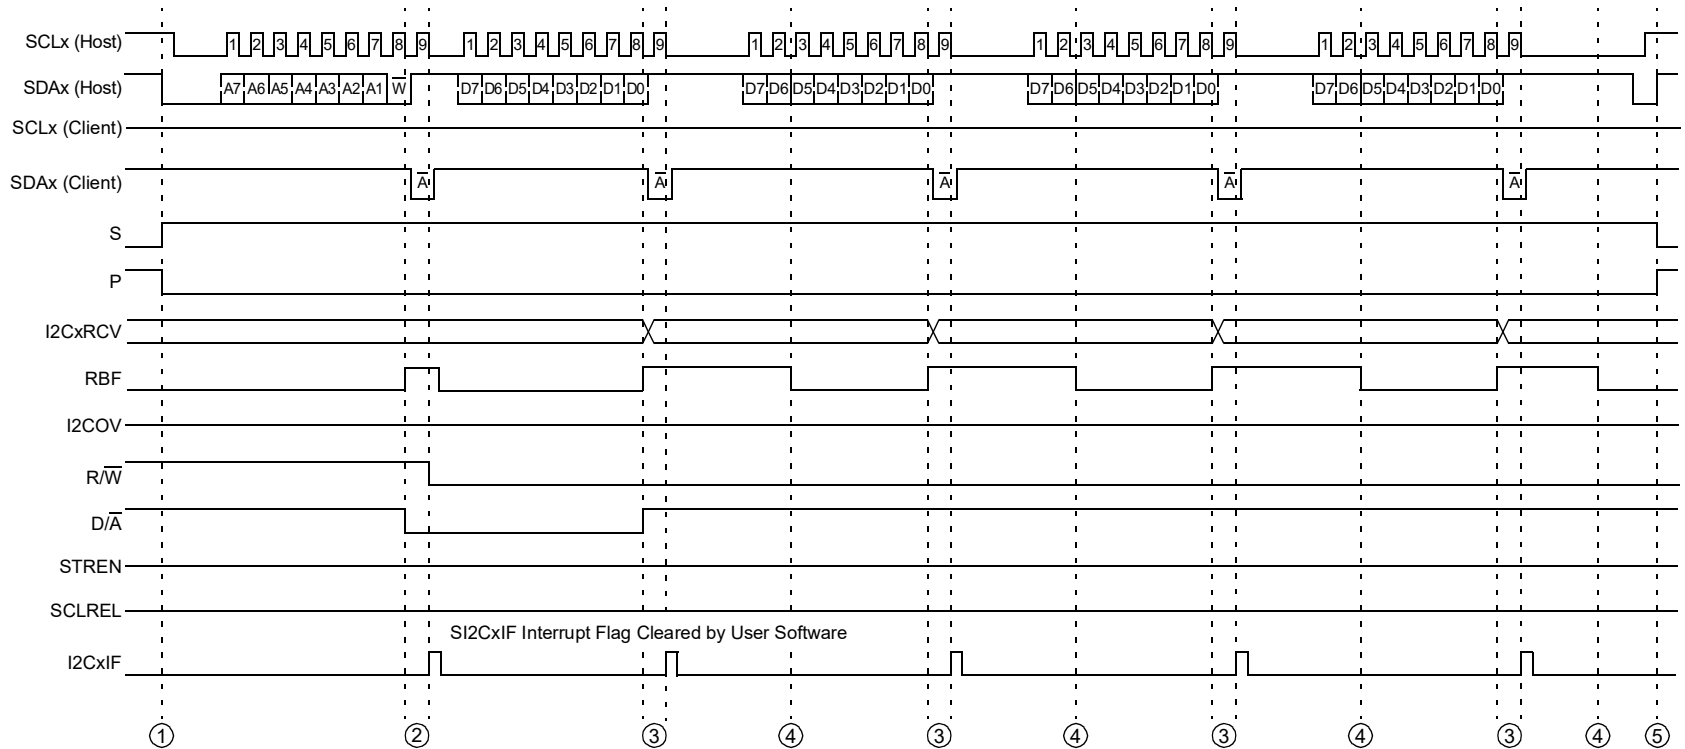 SCLx (Host) 1 2 3 4 5 6 7 8 9 1 2 3 4 5 6 7 8 9 1 2 3 4 5 6 7 8 9 1 2 3 4 5 6 7 8 9 1 2 3 4 5 6 7 8 9
SDAx (Host) A7 A6 A5 A4 A3 A2 A1 W̅ D7 D6 D5 D4 D3 D2 D1 D0 D7 D6 D5 D4 D3 D2 D1 D0 D7 D6 D5 D4 D3 D2 D1 D0 D7 D6 D5 D4 D3 D2 D1 D0
SCLx (Client)
SDAx (Client) A̅ A̅ A̅ A̅ A̅
S
P
I2CxRCV
RBF
I2COV
R/W̅
D/A̅
STREN
SCLREL
SI2CxIF Interrupt Flag Cleared by User Software
I2CxIF
1 2 3 4 3 4 3 4 3 4 5